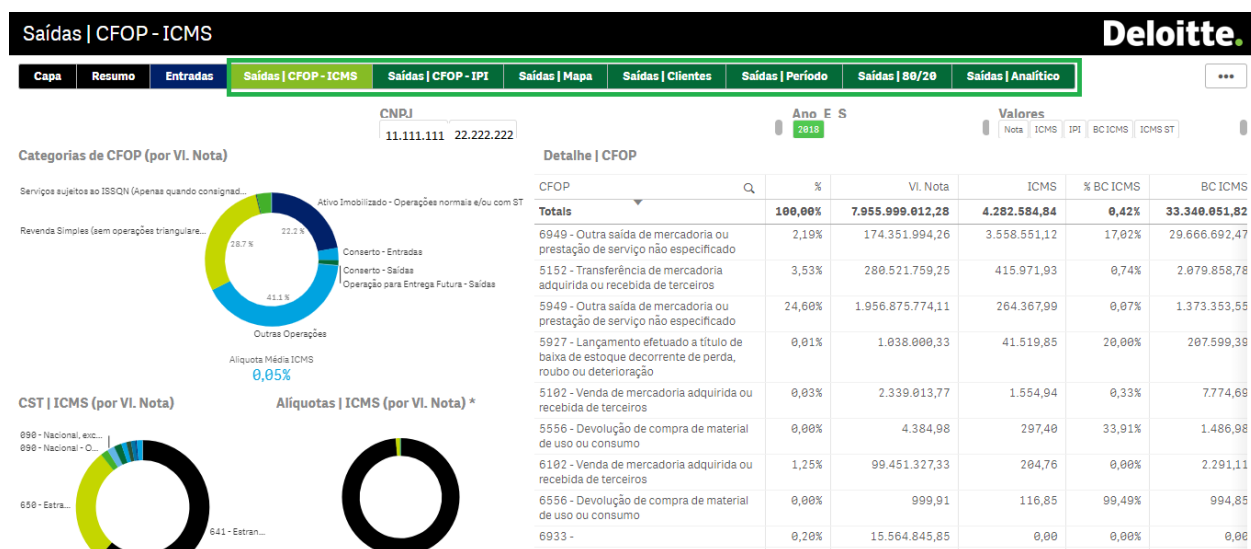 Saídas | CFOP - ICMS
Deloitte.
Capa
Resumo
Entradas
Saídas | CFOP - ICMS
Saídas | CFOP - IPI
Saídas | Mapa
Saídas | Clientes
Saídas | Período
Saídas | 80/20
Saídas | Analítico
•••
CNPJ
11.111.111
22.222.222
Ano_E_S
2018
Valores
Nota
ICMS
IPI
BC ICMS
ICMS ST
Categorias de CFOP (por Vl. Nota)
Serviços sujeitos ao ISSQN (Apenas quando consignad...
Ativo Imobilizado - Operações normais e/ou com ST
Revenda Simples (sem operações triangulare...
22.2 %
28.7 %
Conserto - Entradas
Conserto - Saídas
Operação para Entrega Futura - Saídas
41.1 %
Outras Operações
Alíquota Média ICMS
0,05%
CST | ICMS (por Vl. Nota)
090 - Nacional, exc...
090 - Nacional - O...
650 - Estra...
641 - Estran...
Alíquotas | ICMS (por Vl. Nota) *
Detalhe | CFOP
CFOP % Vl. Nota ICMS % BC ICMS BC ICMS
Totais 100,00% 7.955.999.012,28 4.282.584,84 0,42% 33.340.051,82
6949 - Outra saída de mercadoria ou 2,19% 174.351.994,26 3.558.551,12 17,02% 29.666.692,47
prestação de serviço não especificado
5152 - Transferência de mercadoria 3,53% 280.521.759,25 415.971,93 0,74% 2.079.858,78
adquirida ou recebida de terceiros
5949 - Outra saída de mercadoria ou 24,60% 1.956.875.774,11 264.367,99 0,07% 1.373.353,55
prestação de serviço não especificado
5927 - Lançamento efetuado a título de 0,01% 1.038.000,33 41.519,85 20,00% 207.599,39
baixa de estoque decorrente de perda,
roubo ou deterioração
5102 - Venda de mercadoria adquirida ou 0,03% 2.339.013,77 1.554,94 0,33% 7.774,69
recebida de terceiros
5556 - Devolução de compra de material 0,00% 4.384,98 297,40 33,91% 1.486,98
de uso ou consumo
6102 - Venda de mercadoria adquirida ou 1,25% 99.451.327,33 204,76 0,00% 2.291,11
recebida de terceiros
6556 - Devolução de compra de material 0,00% 999,91 116,85 99,49% 994,85
de uso ou consumo
6933 - 0,20% 15.564.845,85 0,00 0,00% 0,00